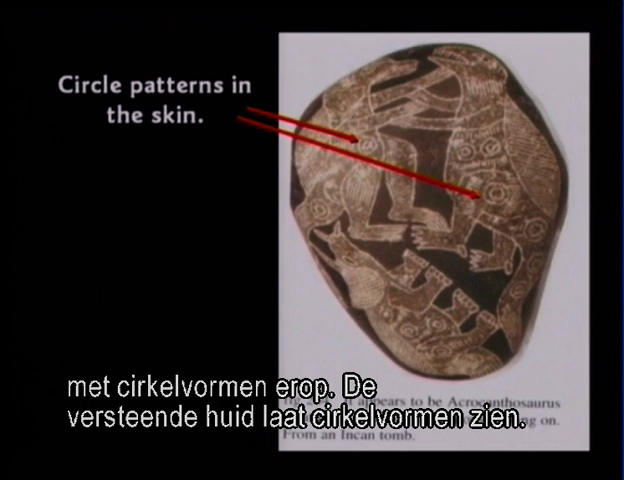 Circle patterns in
the skin.
met cirkelvormen erop. De
versteende huid laat cirkelvormen zien.
appears to be Acrocanthosaurus
on.
From an Incan tomb.